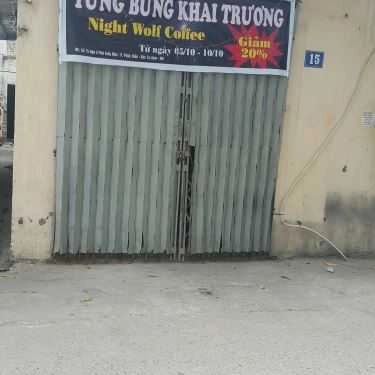 TƯNG BỪNG KHAI TRƯƠNG
Night Wolf Coffee
Từ ngày 05/10 - 10/10
Giảm
20%
15